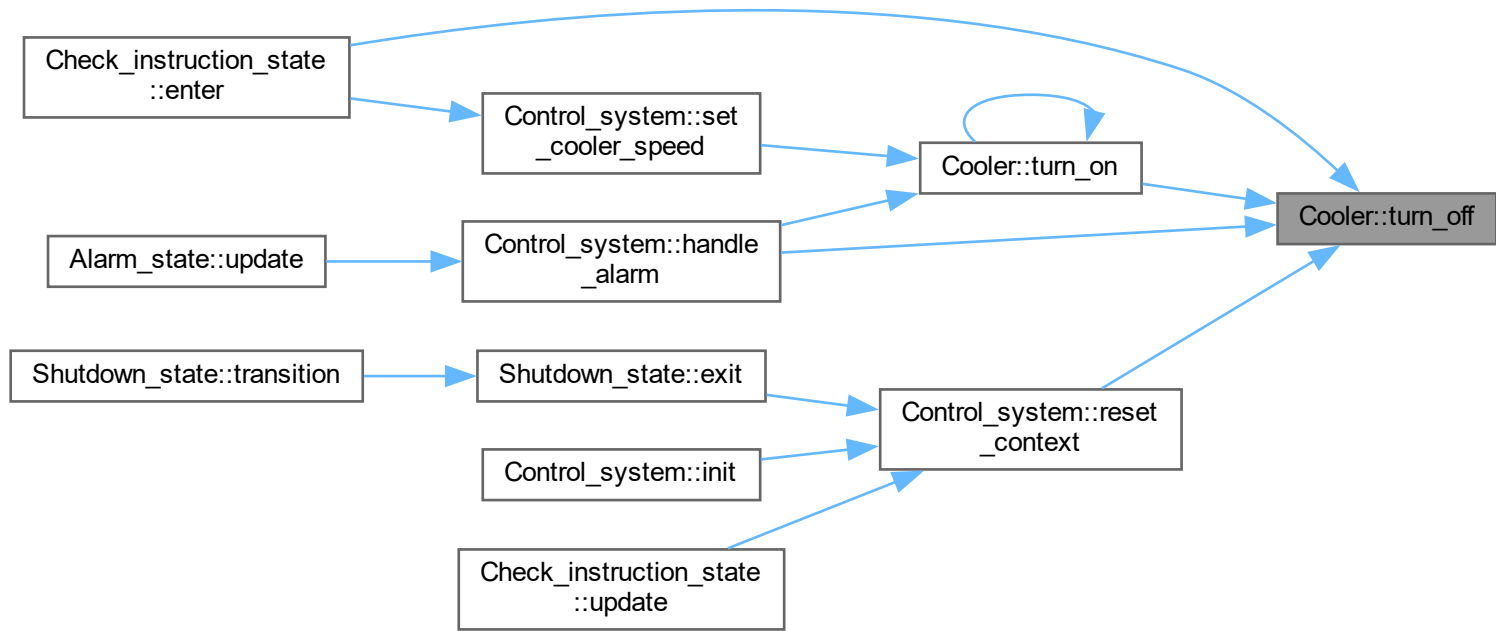 Check_instruction_state
::enter
Control_system::set
_cooler_speed
Cooler::turn_on
Cooler::turn_off
Control_system::handle
_alarm
Alarm_state::update
Shutdown_state::transition
Shutdown_state::exit
Control_system::reset
_context
Control_system::init
Check_instruction_state
::update